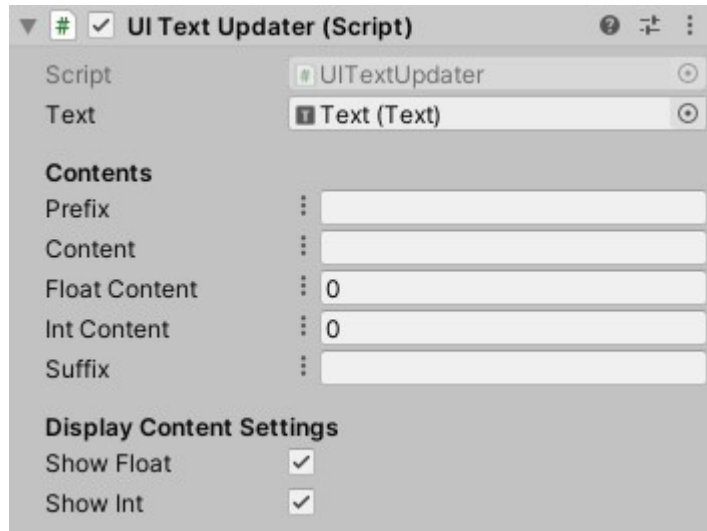 UI Text Updater (Script)
Script UITextUpdater
Text Text (Text)
Contents
Prefix
Content
Float Content 0
Int Content 0
Suffix
Display Content Settings
Show Float
Show Int